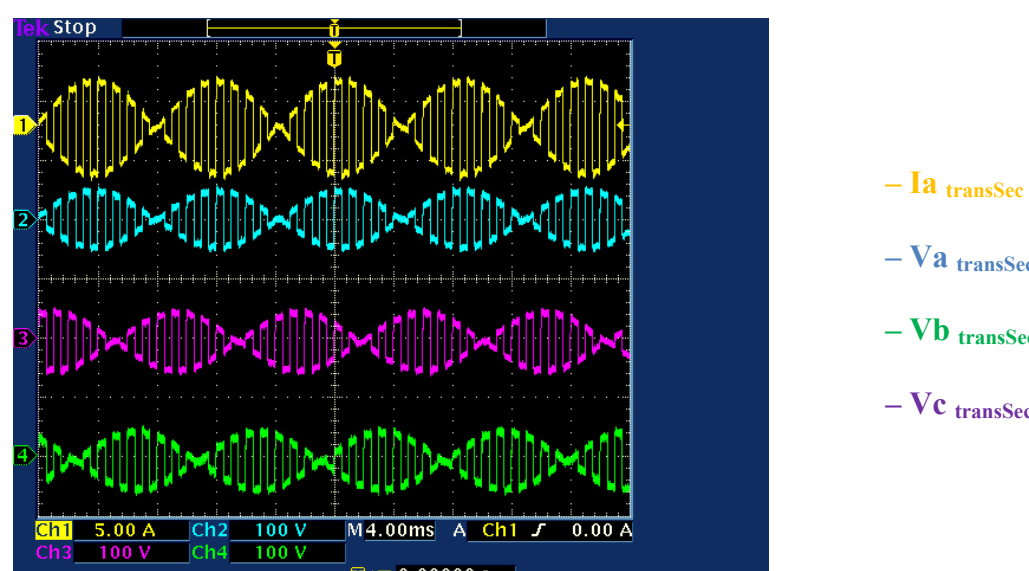 Tek Stop
T
T
1
2
3
4
Ch1 5.00 A Ch2 100 V M 4.00ms A Ch1 0.00 A
Ch3 100 V Ch4 100 V
– Ia transSec
– Va transSec
– Vb transSec
– Vc transSec